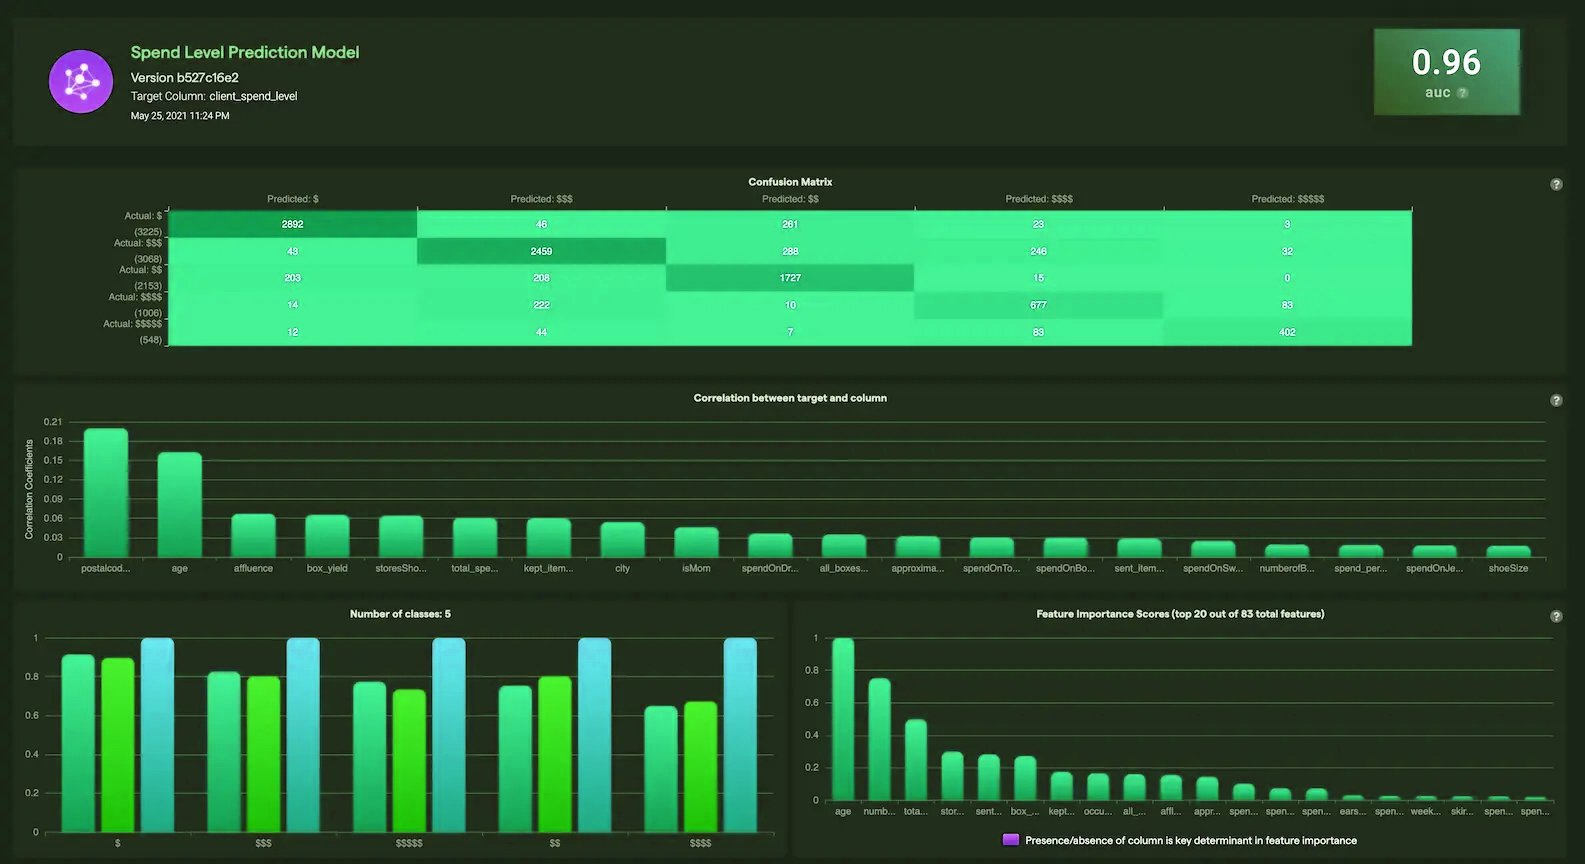 Spend Level Prediction Model
Version b527c16e2
Target Column: client_spend_level
May 25, 2021 11:24 PM
0.96
auc ?
Confusion Matrix
?
Predicted: $ Predicted: $$$ Predicted: $$ Predicted: $$$$ Predicted: $$$$$
Actual: $
(3225)
2892 46 261 23 3
Actual: $$$
(3068)
43 2459 288 246 32
Actual: $$
(2153)
203 208 1727 15 0
Actual: $$$$
(1006)
14 222 10 677 83
Actual: $$$$$
(548)
12 44 7 83 402
Correlation between target and column
?
Correlation Coefficients
0.21
0.18
0.15
0.12
0.09
0.06
0.03
0
postalcod... age affluence box_yield storesSho... total_spe... kept_item... city isMom spendOnDr... all_boxes... approxima... spendOnTo... spendOnBo... sent_item... spendOnSw... numberofB... spend_per... spendOnJe... shoeSize
Number of classes: 5
1
0.8
0.6
0.4
0.2
0
$ $$$ $$$$$ $$ $$$$
Feature Importance Scores (top 20 out of 83 total features)
?
1
0.8
0.6
0.4
0.2
0
age numb... tota... stor... sent... box_... kept... occu... all_... affl... appr... spen... spen... spen... ears... spen... week... skir... spen... spen...
Presence/absence of column is key determinant in feature importance